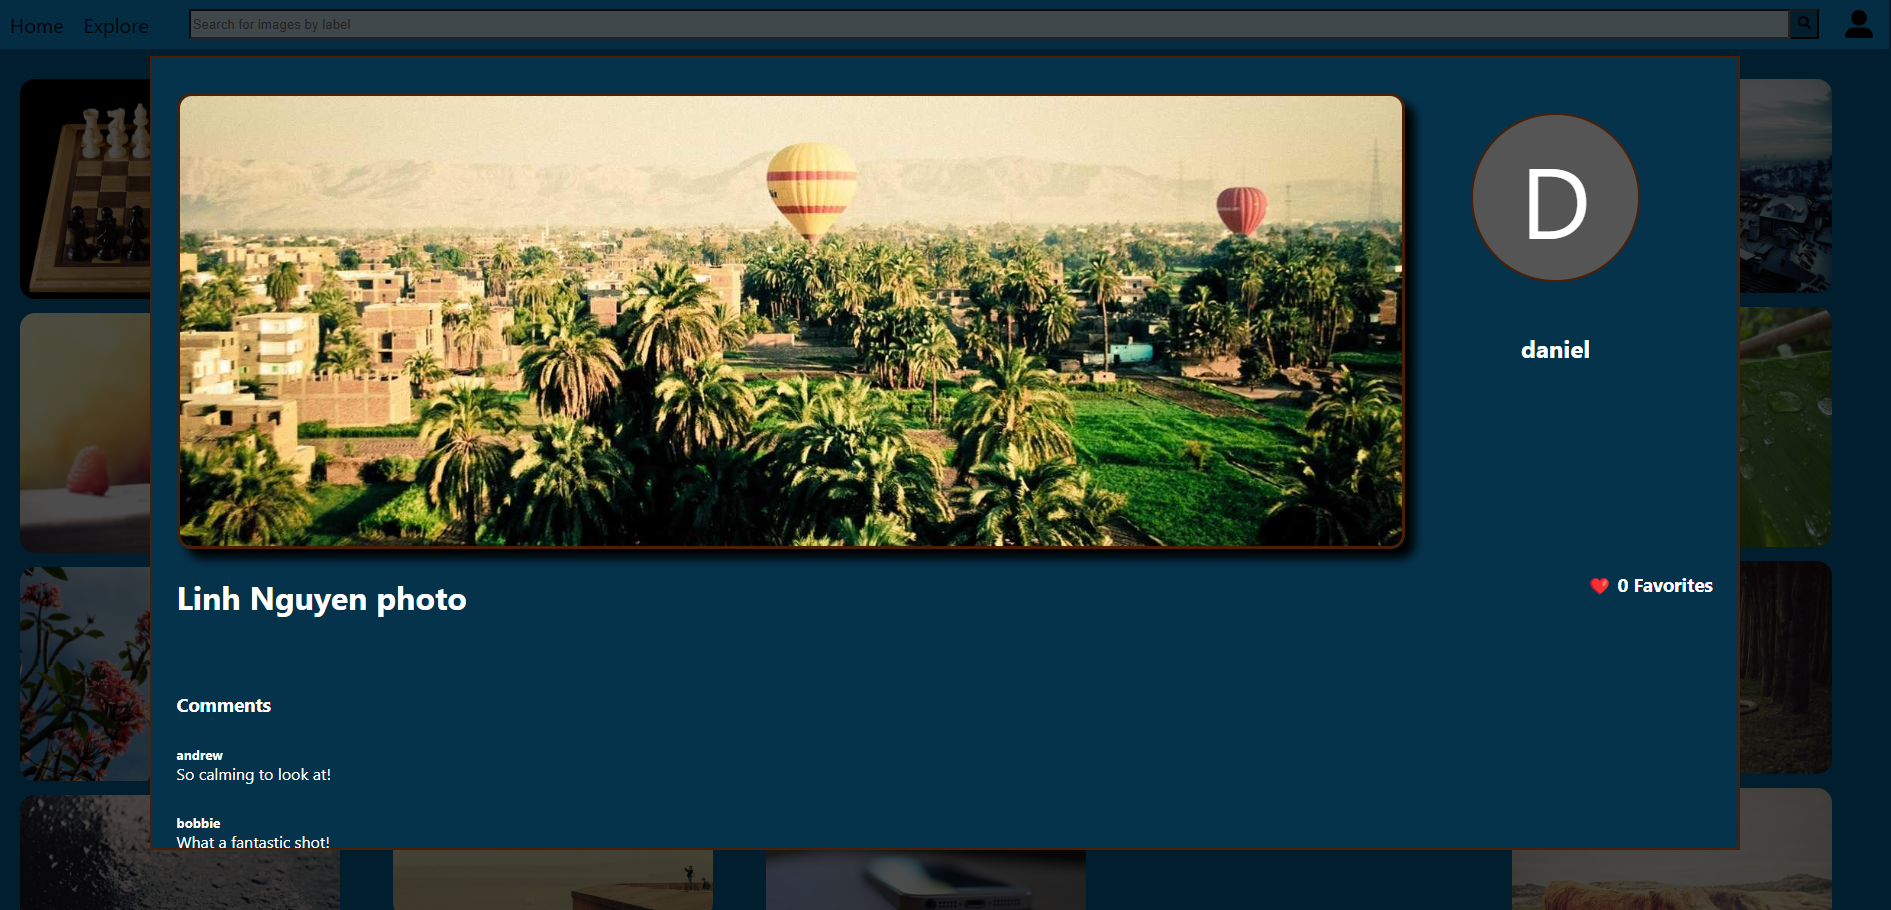 Home Explore Search for images by label
D
daniel
Linh Nguyen photo
0 Favorites
Comments
andrew
So calming to look at!
bobbie
What a fantastic shot!